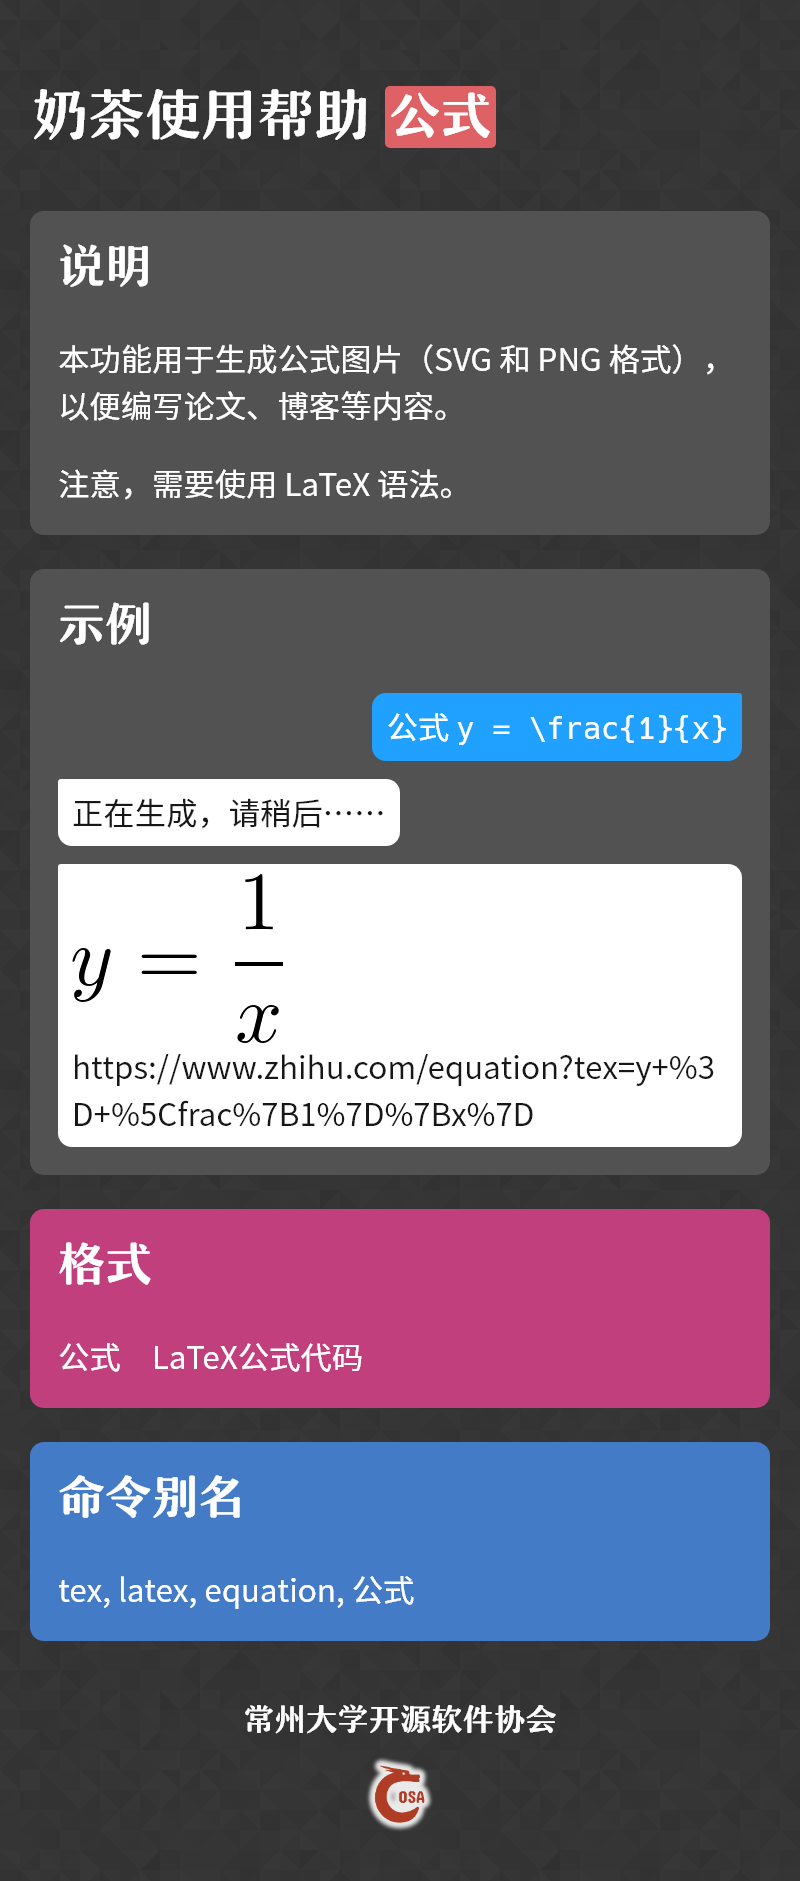 奶茶使用帮助 公式
说明
本功能用于生成公式图片（SVG 和 PNG 格式），
以便编写论文、博客等内容。
注意，需要使用 LaTeX 语法。
示例
公式 y = \frac{1}{x}
正在生成，请稍后……
y = 1/x
https://www.zhihu.com/equation?tex=y+%3
D+%5Cfrac%7B1%7D%7Bx%7D
格式
公式　LaTeX公式代码
命令别名
tex, latex, equation, 公式
常州大学开源软件协会
OSA